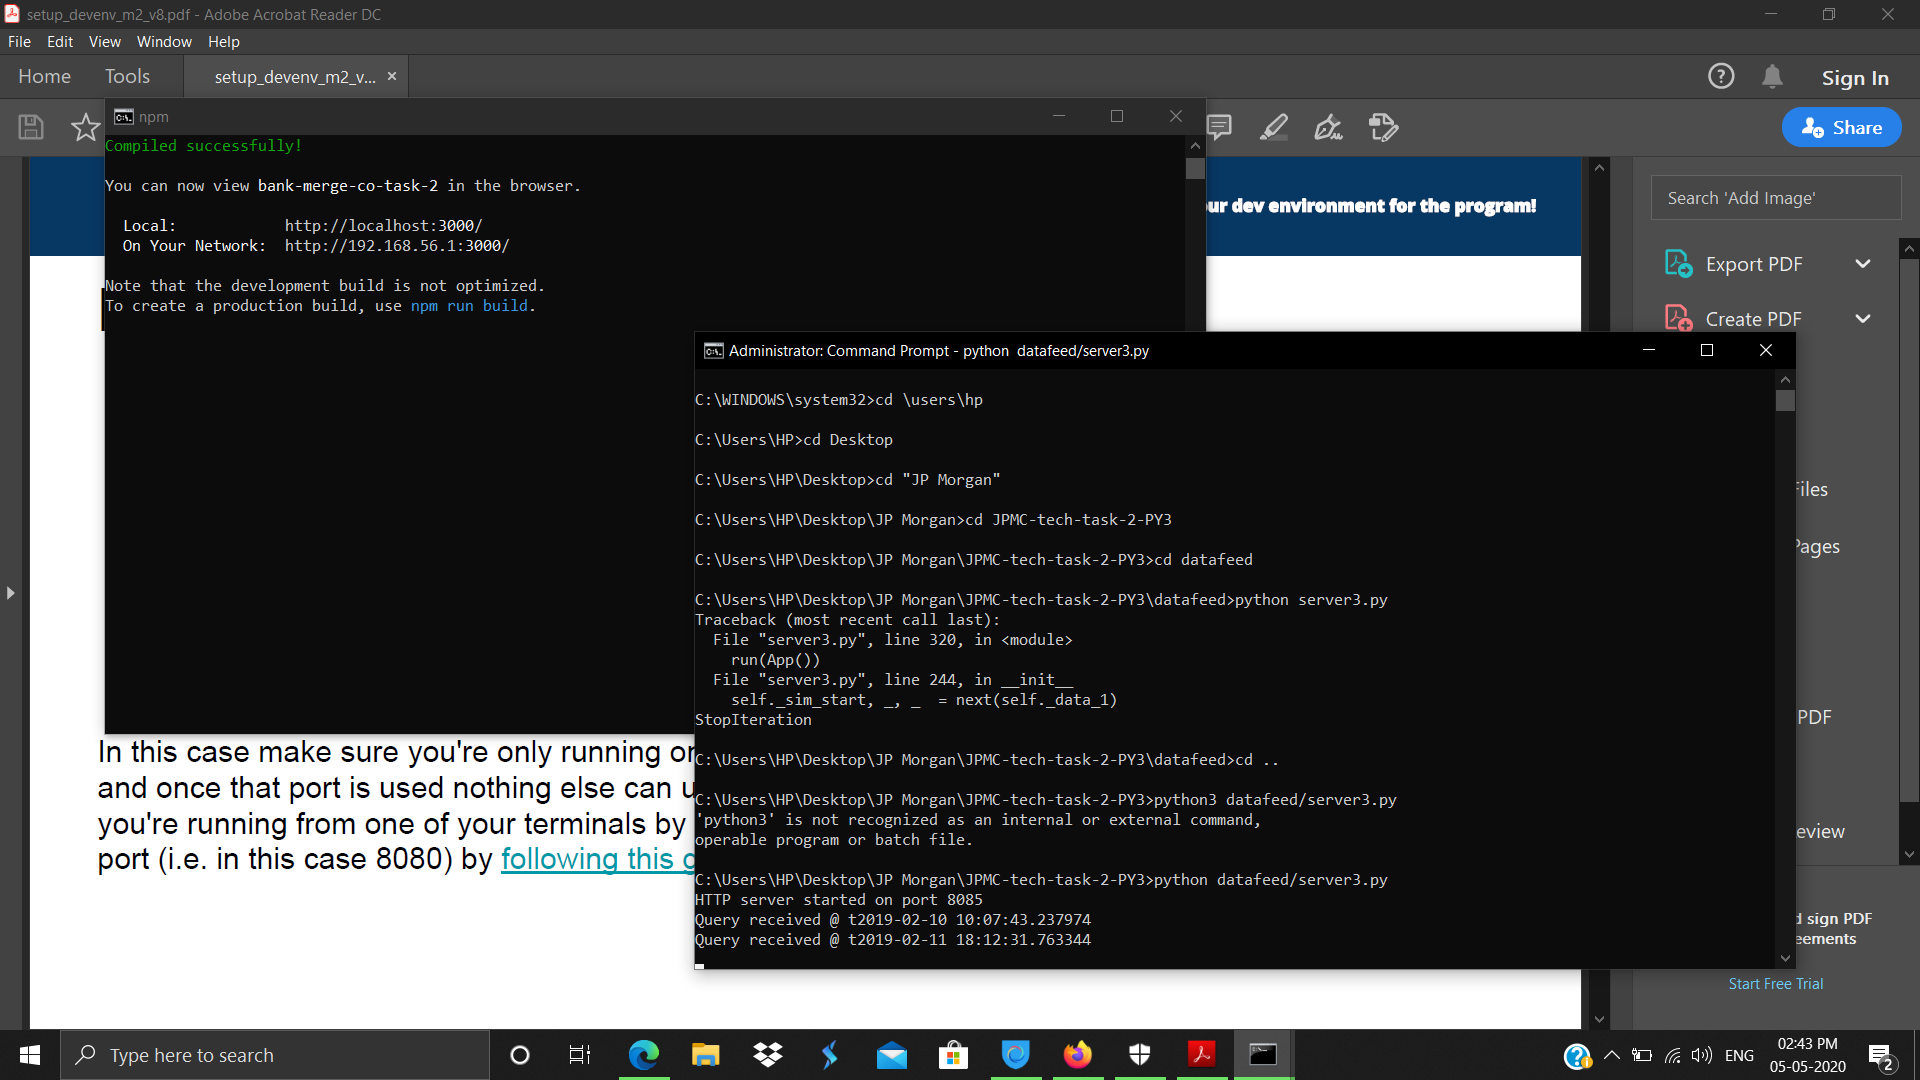 setup_devenv_m2_v8.pdf - Adobe Acrobat Reader DC
File Edit View Window Help
Home Tools setup_devenv_m2_v... ×
Sign In
npm
Share
Compiled successfully!
You can now view bank-merge-co-task-2 in the browser.
Local: http://localhost:3000/
On Your Network: http://192.168.56.1:3000/
Note that the development build is not optimized.
To create a production build, use npm run build.
ur dev environment for the program!
Search 'Add Image'
Export PDF
Create PDF
Files
Pages
PDF
eview
d sign PDF
eements
Start Free Trial
Administrator: Command Prompt - python  datafeed/server3.py
C:\WINDOWS\system32>cd \users\hp
C:\Users\HP>cd Desktop
C:\Users\HP\Desktop>cd "JP Morgan"
C:\Users\HP\Desktop\JP Morgan>cd JPMC-tech-task-2-PY3
C:\Users\HP\Desktop\JP Morgan\JPMC-tech-task-2-PY3>cd datafeed
C:\Users\HP\Desktop\JP Morgan\JPMC-tech-task-2-PY3\datafeed>python server3.py
Traceback (most recent call last):
File "server3.py", line 320, in <module>
run(App())
File "server3.py", line 244, in __init__
self._sim_start, _, _  = next(self._data_1)
StopIteration
C:\Users\HP\Desktop\JP Morgan\JPMC-tech-task-2-PY3\datafeed>cd ..
C:\Users\HP\Desktop\JP Morgan\JPMC-tech-task-2-PY3>python3 datafeed/server3.py
'python3' is not recognized as an internal or external command,
operable program or batch file.
C:\Users\HP\Desktop\JP Morgan\JPMC-tech-task-2-PY3>python datafeed/server3.py
HTTP server started on port 8085
Query received @ t2019-02-10 10:07:43.237974
Query received @ t2019-02-11 18:12:31.763344
In this case make sure you're only running or
and once that port is used nothing else can u
you're running from one of your terminals by
port (i.e. in this case 8080) by following this g
Type here to search
ENG
02:43 PM
05-05-2020
2